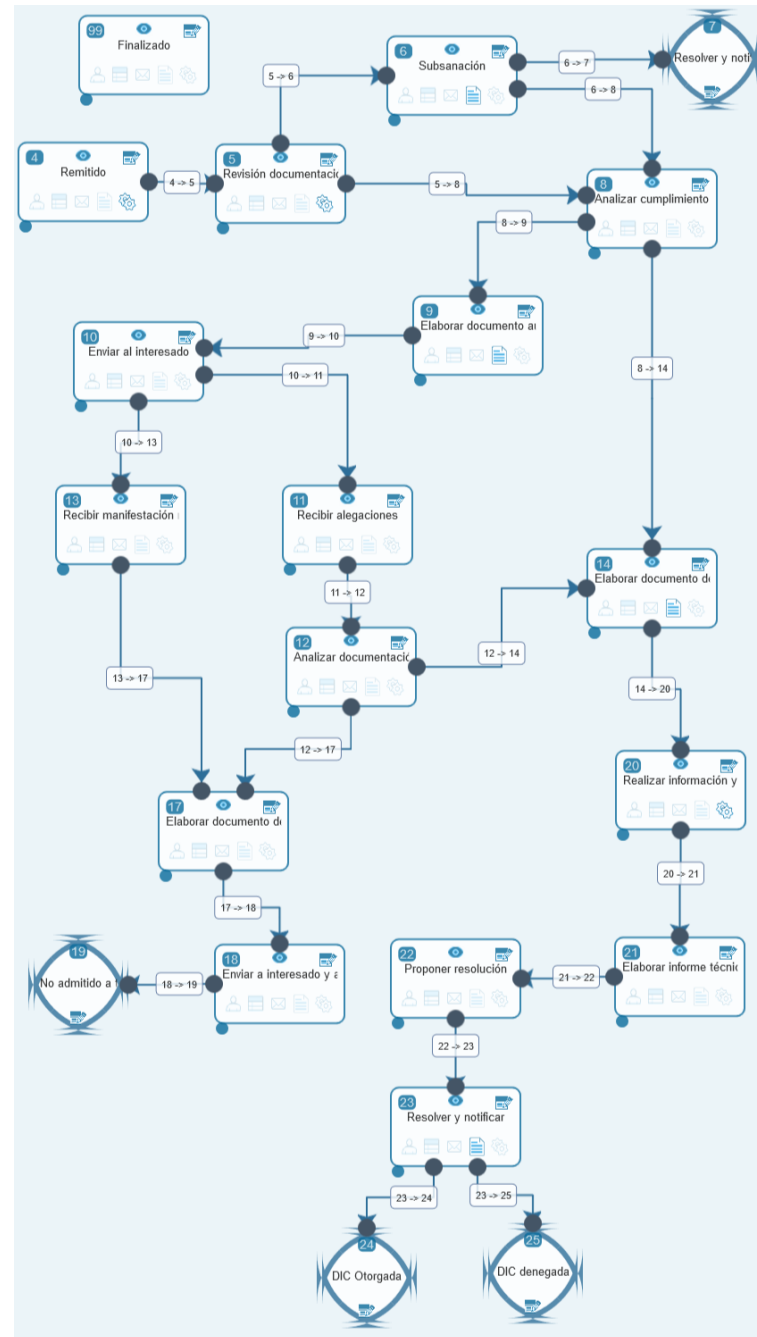 99
Finalizado
6
Subsanación
7
Resolver y noti
5 -> 6
6 -> 7
6 -> 8
4
Remitido
4 -> 5
5
Revisión documentació
5 -> 8
8
Analizar cumplimiento
8 -> 9
9
Elaborar documento au
10
Enviar al interesado
9 -> 10
10 -> 11
8 -> 14
10 -> 13
13
Recibir manifestación
11
Recibir alegaciones
14
Elaborar documento de
11 -> 12
12
Analizar documentació
12 -> 14
13 -> 17
14 -> 20
12 -> 17
20
Realizar información y
17
Elaborar documento de
20 -> 21
17 -> 18
19
No admitido a
18 -> 19
18
Enviar a interesado y a
22
Proponer resolución
21 -> 22
21
Elaborar informe técnic
22 -> 23
23
Resolver y notificar
23 -> 24
23 -> 25
24
DIC Otorgada
25
DIC denegada